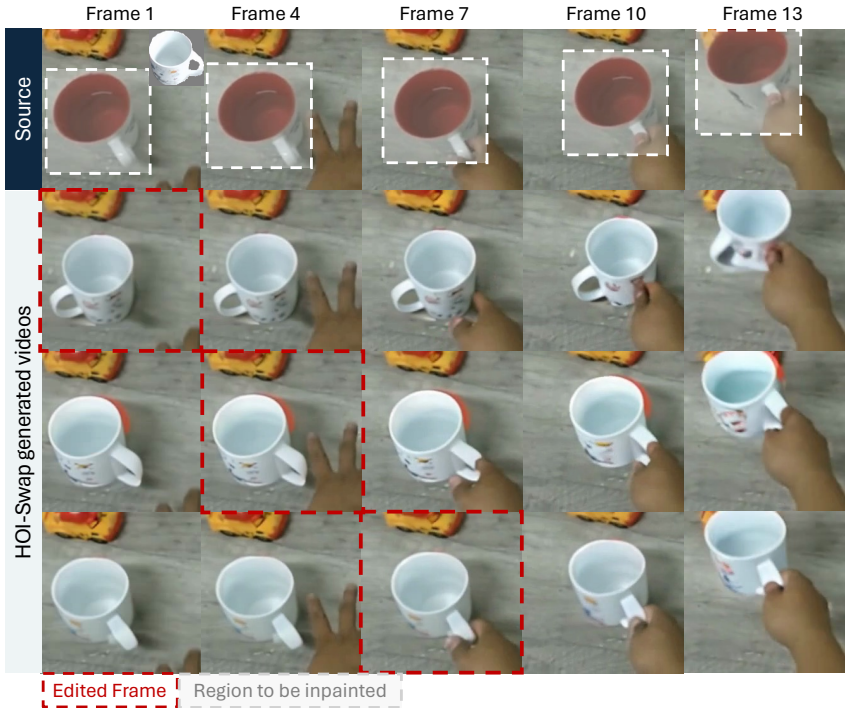 Frame 1
Frame 4
Frame 7
Frame 10
Frame 13
Source
HOI-Swap generated videos
Edited Frame
Region to be inpainted